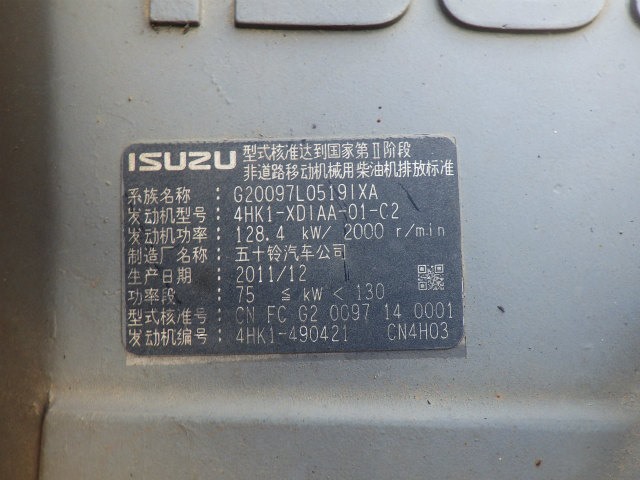 ISUZU 型式核准达到国家第Ⅱ阶段
非道路移动机械用柴油机排放标准
系族名称 : G20097L0519IXA
发动机型号 : 4HK1-XDIAA-01-C2
发动机功率 : 128.4 kW/ 2000 r/min
制造厂名称 : 五十铃汽车公司
生产日期 : 2011/12
功率段 : 75 ≦ kW < 130
型式核准号 : CN FC G2 0097 14 0001
发动机编号 : 4HK1-490421 CN4H03